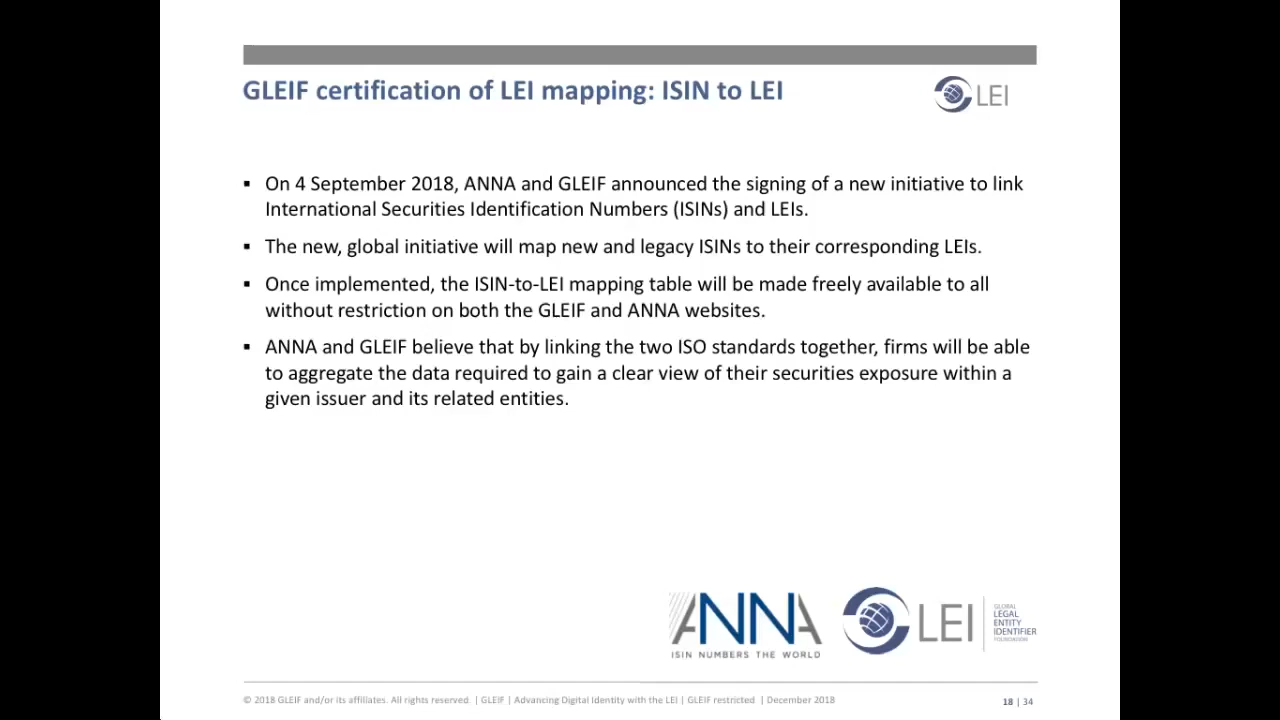 GLEIF certification of LEI mapping: ISIN to LEI
LEI
▪ On 4 September 2018, ANNA and GLEIF announced the signing of a new initiative to link
International Securities Identification Numbers (ISINs) and LEIs.
▪ The new, global initiative will map new and legacy ISINs to their corresponding LEIs.
▪ Once implemented, the ISIN-to-LEI mapping table will be made freely available to all
without restriction on both the GLEIF and ANNA websites.
▪ ANNA and GLEIF believe that by linking the two ISO standards together, firms will be able
to aggregate the data required to gain a clear view of their securities exposure within a
given issuer and its related entities.
ANNA
ISIN NUMBERS THE WORLD
LEI
GLOBAL
LEGAL
ENTITY
IDENTIFIER
FOUNDATION
© 2018 GLEIF and/or its affiliates. All rights reserved. | GLEIF | Advancing Digital Identity with the LEI | GLEIF restricted | December 2018
18 | 34